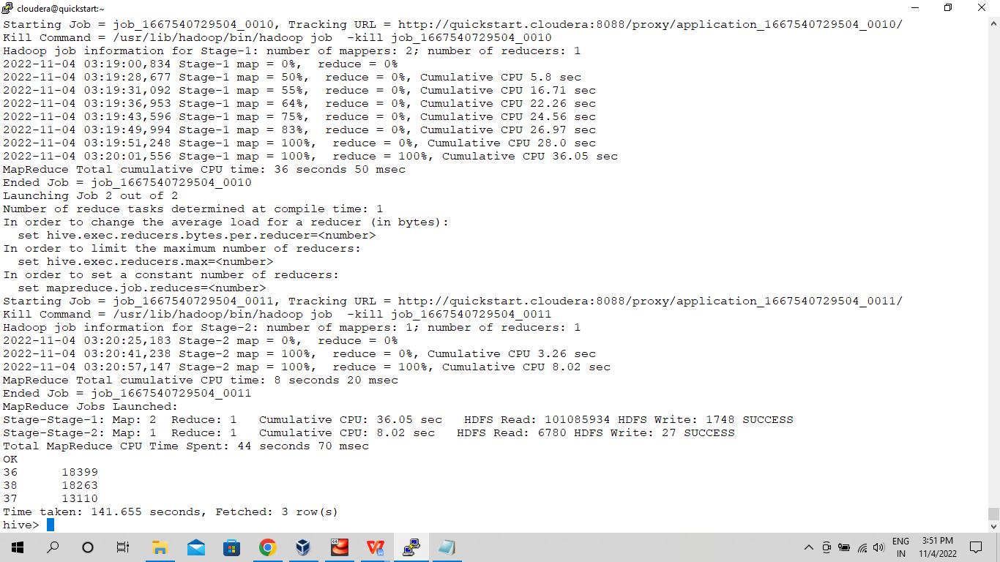 cloudera@quickstart:~
Starting Job = job_1667540729504_0010, Tracking URL = http://quickstart.cloudera:8088/proxy/application_1667540729504_0010/
Kill Command = /usr/lib/hadoop/bin/hadoop job  -kill job_1667540729504_0010
Hadoop job information for Stage-1: number of mappers: 2; number of reducers: 1
2022-11-04 03:19:00,834 Stage-1 map = 0%,  reduce = 0%
2022-11-04 03:19:28,677 Stage-1 map = 50%,  reduce = 0%, Cumulative CPU 5.8 sec
2022-11-04 03:19:31,092 Stage-1 map = 55%,  reduce = 0%, Cumulative CPU 16.71 sec
2022-11-04 03:19:36,953 Stage-1 map = 64%,  reduce = 0%, Cumulative CPU 22.26 sec
2022-11-04 03:19:43,596 Stage-1 map = 75%,  reduce = 0%, Cumulative CPU 24.56 sec
2022-11-04 03:19:49,994 Stage-1 map = 83%,  reduce = 0%, Cumulative CPU 26.97 sec
2022-11-04 03:19:51,248 Stage-1 map = 100%,  reduce = 0%, Cumulative CPU 28.0 sec
2022-11-04 03:20:01,556 Stage-1 map = 100%,  reduce = 100%, Cumulative CPU 36.05 sec
MapReduce Total cumulative CPU time: 36 seconds 50 msec
Ended Job = job_1667540729504_0010
Launching Job 2 out of 2
Number of reduce tasks determined at compile time: 1
In order to change the average load for a reducer (in bytes):
  set hive.exec.reducers.bytes.per.reducer=<number>
In order to limit the maximum number of reducers:
  set hive.exec.reducers.max=<number>
In order to set a constant number of reducers:
  set mapreduce.job.reduces=<number>
Starting Job = job_1667540729504_0011, Tracking URL = http://quickstart.cloudera:8088/proxy/application_1667540729504_0011/
Kill Command = /usr/lib/hadoop/bin/hadoop job  -kill job_1667540729504_0011
Hadoop job information for Stage-2: number of mappers: 1; number of reducers: 1
2022-11-04 03:20:25,183 Stage-2 map = 0%,  reduce = 0%
2022-11-04 03:20:41,238 Stage-2 map = 100%,  reduce = 0%, Cumulative CPU 3.26 sec
2022-11-04 03:20:57,147 Stage-2 map = 100%,  reduce = 100%, Cumulative CPU 8.02 sec
MapReduce Total cumulative CPU time: 8 seconds 20 msec
Ended Job = job_1667540729504_0011
MapReduce Jobs Launched:
Stage-Stage-1: Map: 2  Reduce: 1   Cumulative CPU: 36.05 sec   HDFS Read: 101085934 HDFS Write: 1748 SUCCESS
Stage-Stage-2: Map: 1  Reduce: 1   Cumulative CPU: 8.02 sec   HDFS Read: 6780 HDFS Write: 27 SUCCESS
Total MapReduce CPU Time Spent: 44 seconds 70 msec
OK
36      18399
38      18263
37      13110
Time taken: 141.655 seconds, Fetched: 3 row(s)
hive>
ENG
IN
3:51 PM
11/4/2022